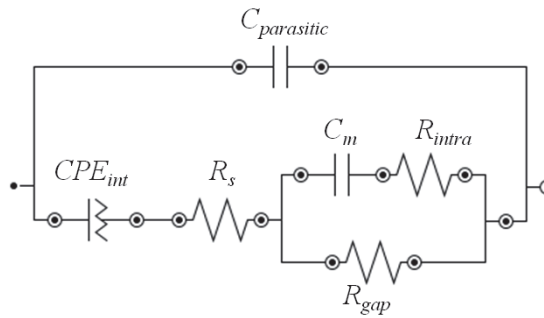 C_parasitic
CPE_int
R_s
C_m
R_intra
R_gap